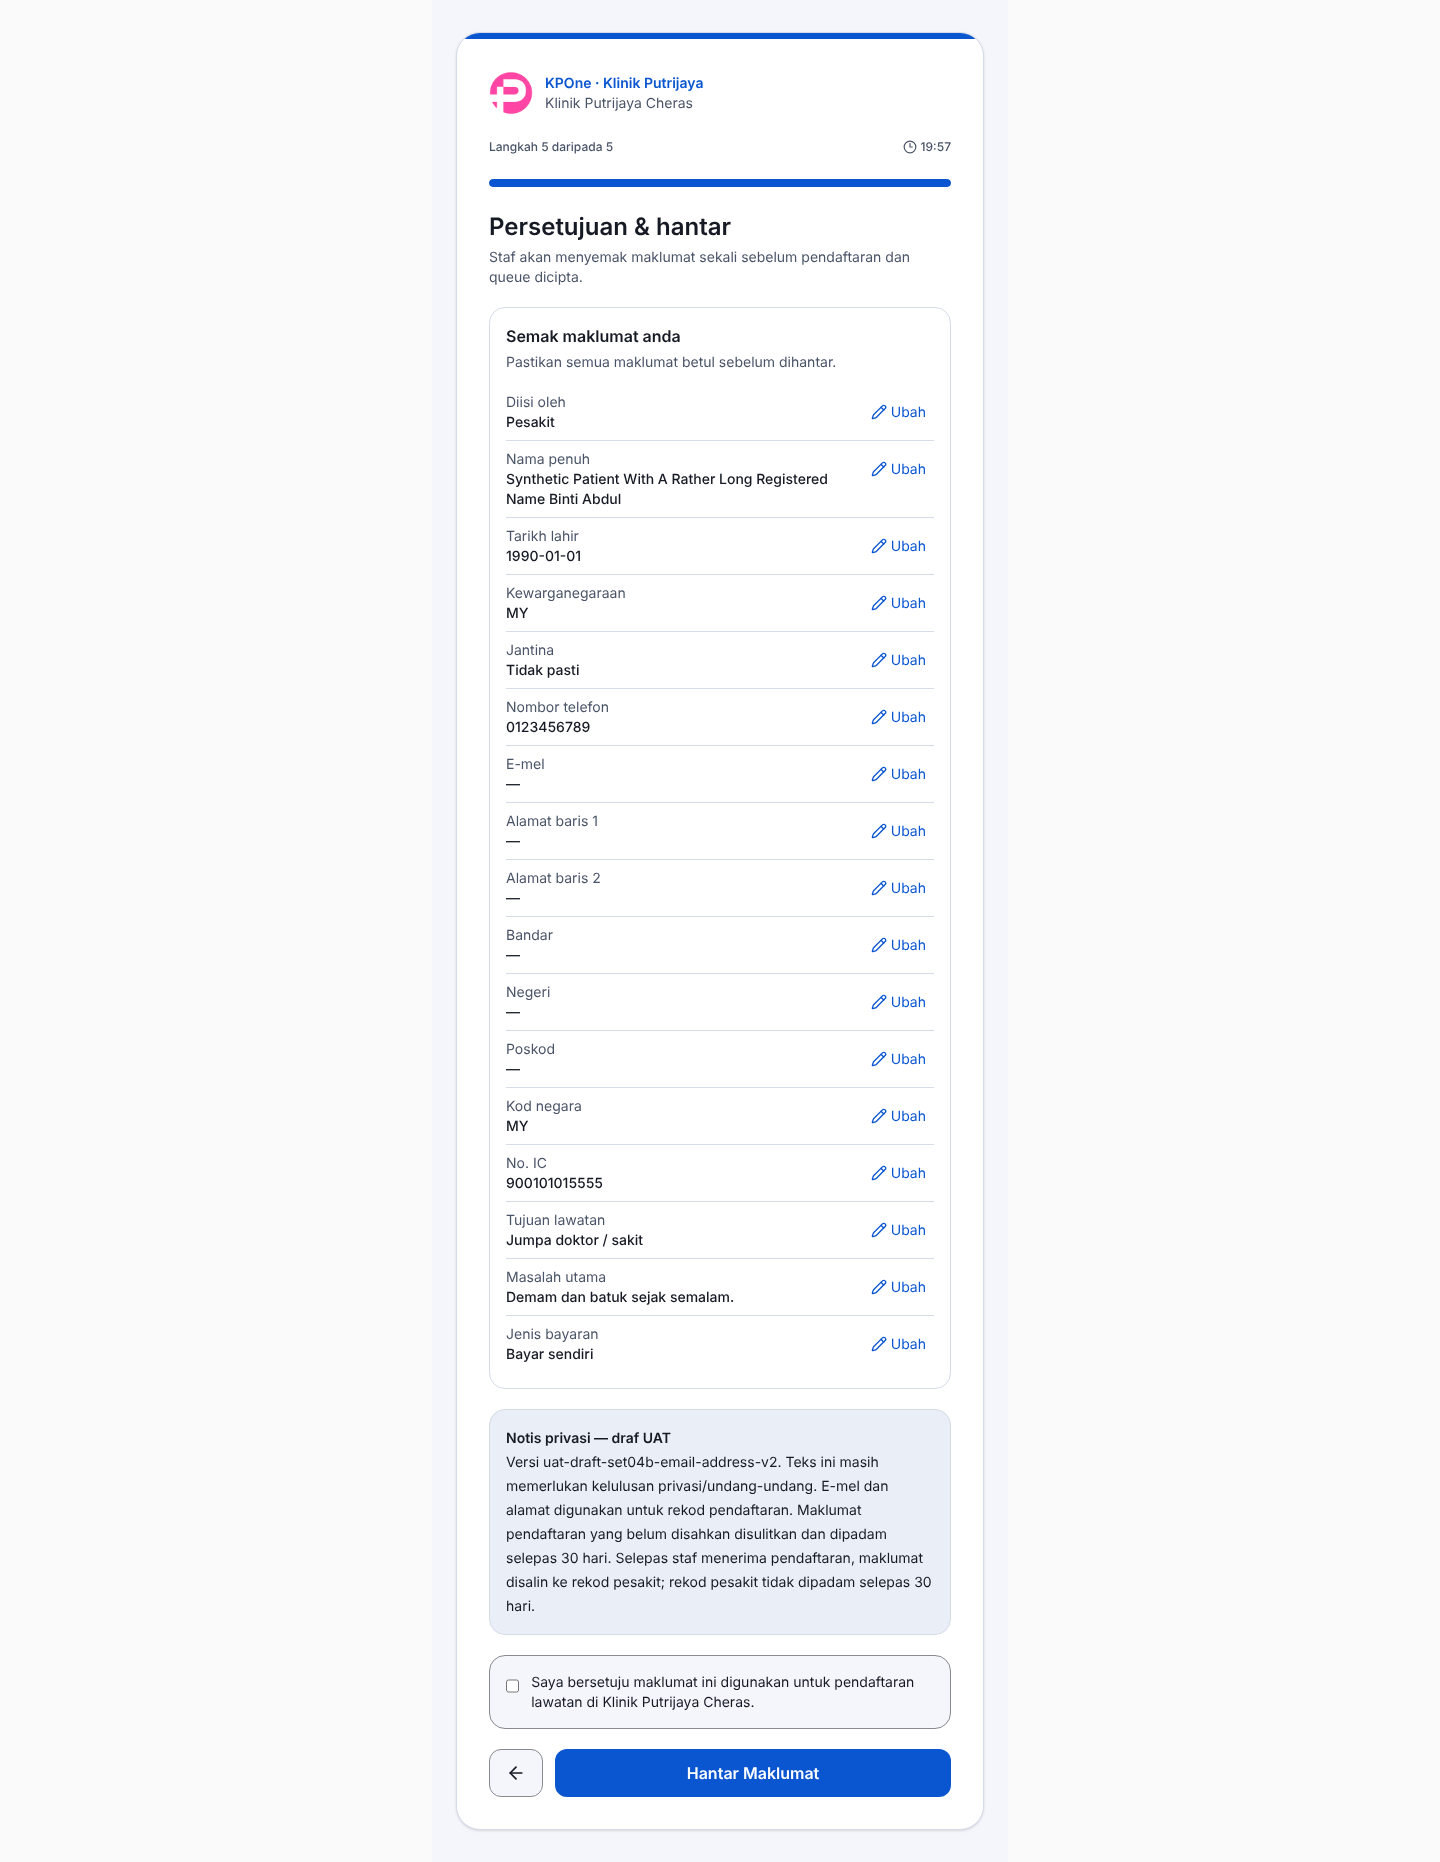 KPOne · Klinik Putrijaya
Klinik Putrijaya Cheras
Langkah 5 daripada 5
19:57
Persetujuan & hantar
Staf akan menyemak maklumat sekali sebelum pendaftaran dan
queue dicipta.
Semak maklumat anda
Pastikan semua maklumat betul sebelum dihantar.
Diisi oleh
Pesakit
Ubah
Nama penuh
Synthetic Patient With A Rather Long Registered
Name Binti Abdul
Ubah
Tarikh lahir
1990-01-01
Ubah
Kewarganegaraan
MY
Ubah
Jantina
Tidak pasti
Ubah
Nombor telefon
0123456789
Ubah
E-mel
—
Ubah
Alamat baris 1
—
Ubah
Alamat baris 2
—
Ubah
Bandar
—
Ubah
Negeri
—
Ubah
Poskod
—
Ubah
Kod negara
MY
Ubah
No. IC
900101015555
Ubah
Tujuan lawatan
Jumpa doktor / sakit
Ubah
Masalah utama
Demam dan batuk sejak semalam.
Ubah
Jenis bayaran
Bayar sendiri
Ubah
Notis privasi — draf UAT
Versi uat-draft-set04b-email-address-v2. Teks ini masih
memerlukan kelulusan privasi/undang-undang. E-mel dan
alamat digunakan untuk rekod pendaftaran. Maklumat
pendaftaran yang belum disahkan disulitkan dan dipadam
selepas 30 hari. Selepas staf menerima pendaftaran, maklumat
disalin ke rekod pesakit; rekod pesakit tidak dipadam selepas 30
hari.
Saya bersetuju maklumat ini digunakan untuk pendaftaran
lawatan di Klinik Putrijaya Cheras.
Hantar Maklumat